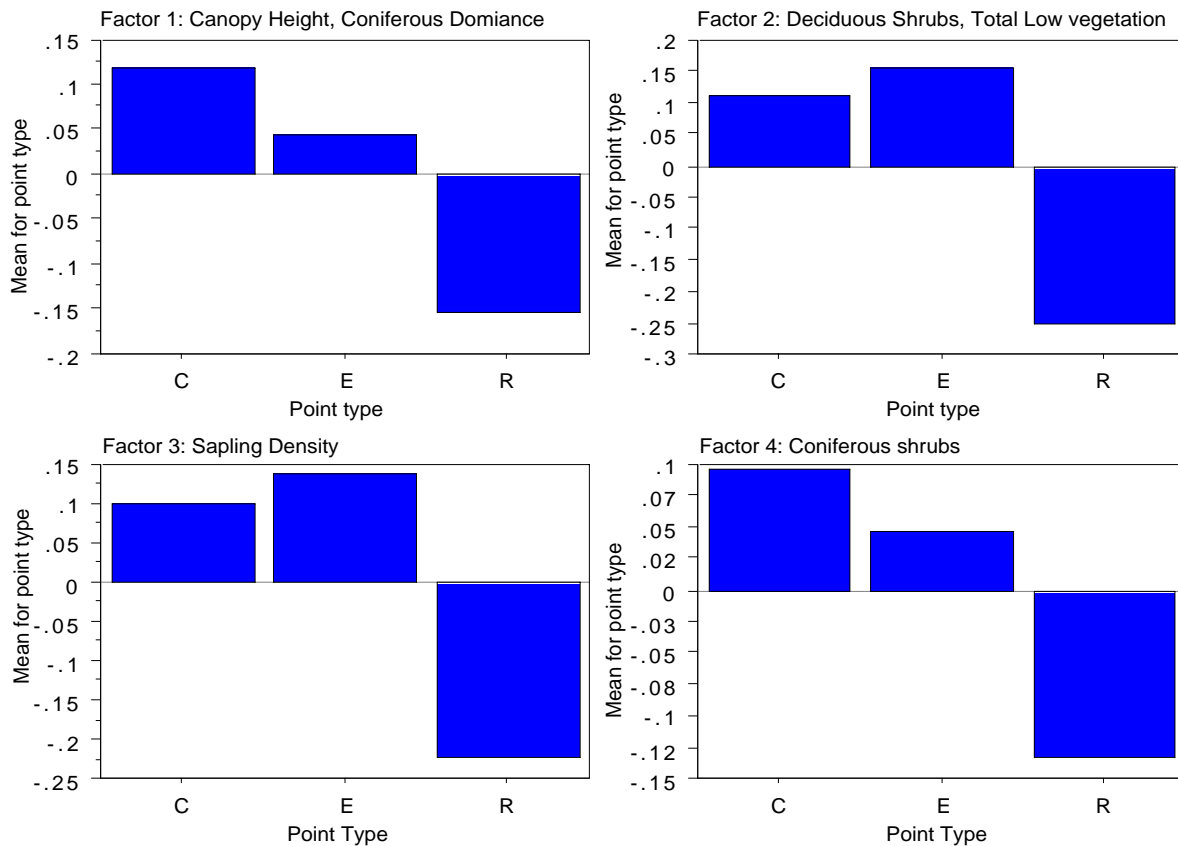 Factor 1: Canopy Height, Coniferous Domiance
.15
.1
.05
0
-.05
-.1
-.15
-.2
Mean for point type
C E R
Point type
Factor 2: Deciduous Shrubs, Total Low vegetation
.2
.15
.1
.05
0
-.05
-.1
-.15
-.2
-.25
-.3
Mean for point type
C E R
Point type
Factor 3: Sapling Density
.15
.1
.05
0
-.05
-.1
-.15
-.2
-.25
Mean for point type
C E R
Point Type
Factor 4: Coniferous shrubs
.1
.07
.05
.02
0
-.03
-.05
-.08
-.1
-.12
-.15
Mean for point type
C E R
Point Type